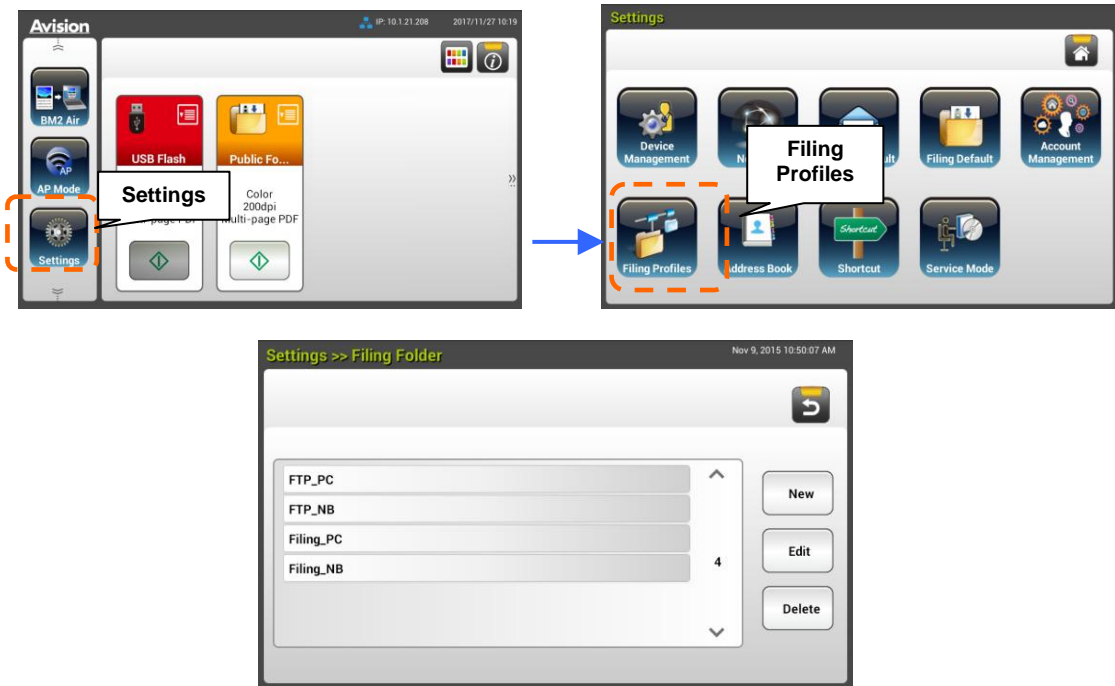 Avision
IP: 10.1.21.208
2017/11/27 10:19
BM2 Air
AP
AP Mode
Settings
USB Flash
Public Fo...
Color
200dpi
Multi-page PDF
Settings
Settings
Device
Management
Filing Default
Account
Management
Filing
Profiles
Filing Profiles
Address Book
Shortcut
Shortcut
Service Mode
Settings >> Filing Folder
Nov 9, 2015 10:50:07 AM
FTP_PC
FTP_NB
Filing_PC
Filing_NB
4
New
Edit
Delete